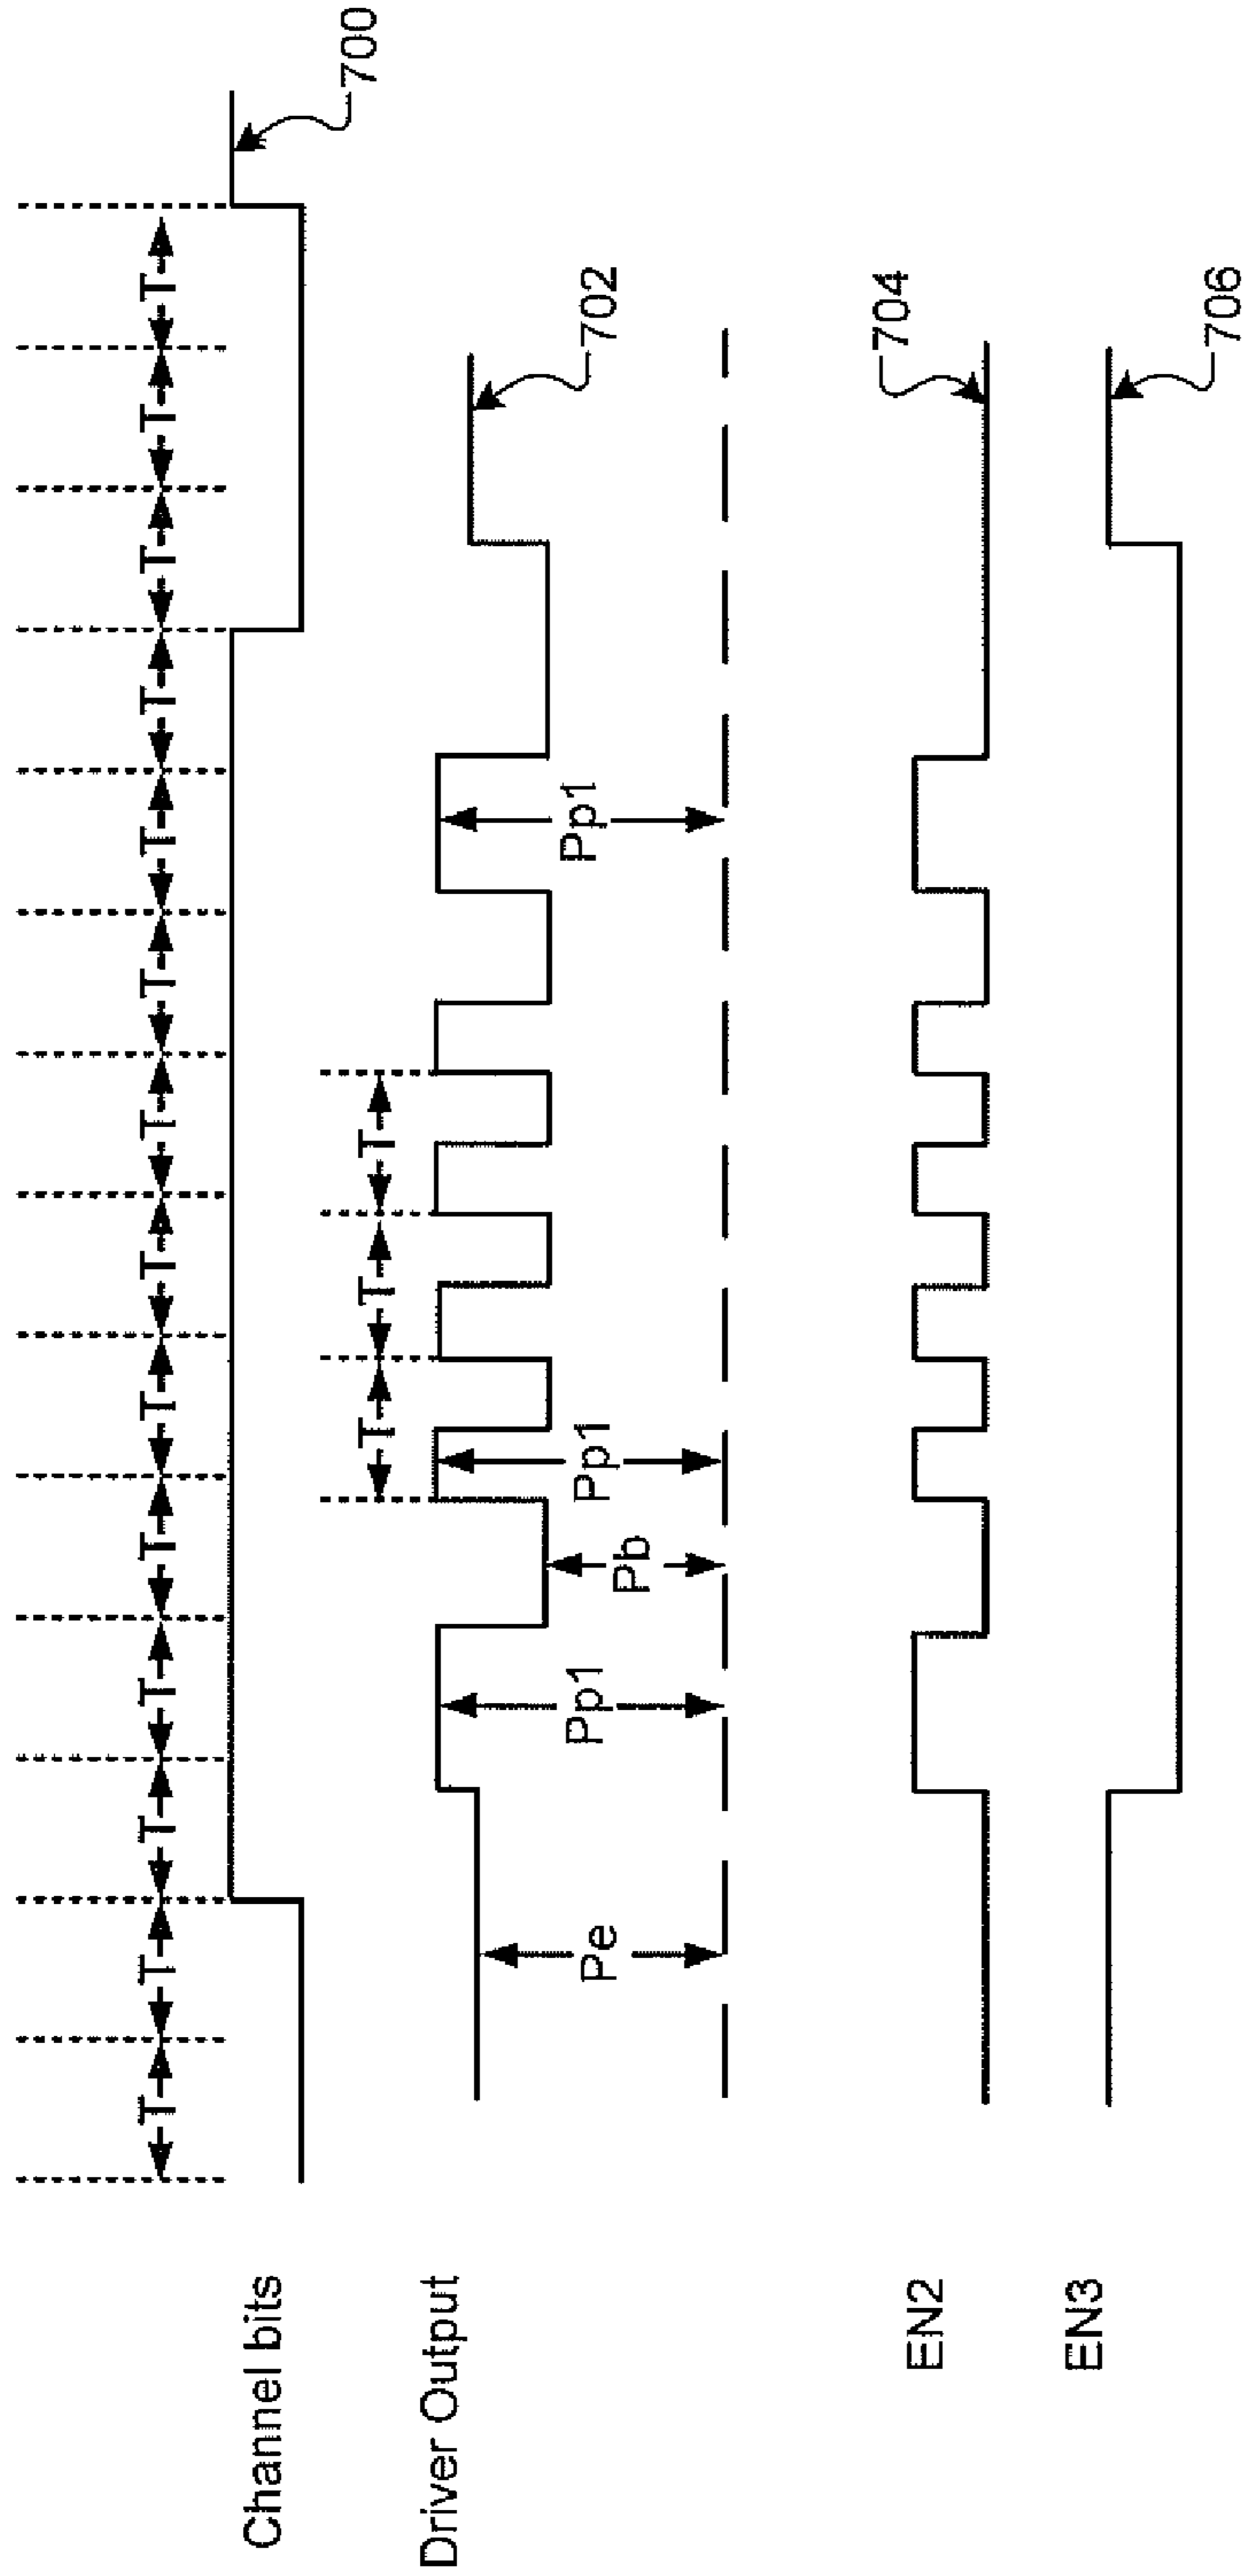 T T T T T T T T T T T T T T
Channel bits
700
T T T
Driver Output
702
Pe Pp1 Pb Pp1 Pp1
EN2
704
EN3
706